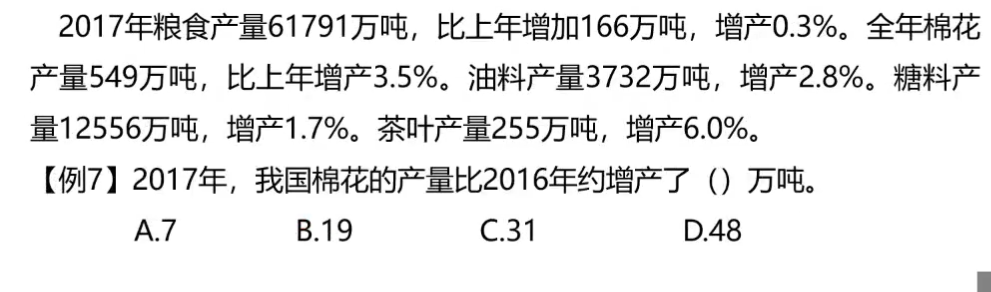 2017年粮食产量61791万吨，比上年增加166万吨，增产0.3%。全年棉花
产量549万吨，比上年增产3.5%。油料产量3732万吨，增产2.8%。糖料产
量12556万吨，增产1.7%。茶叶产量255万吨，增产6.0%。
【例7】2017年，我国棉花的产量比2016年约增产了（）万吨。
A.7 B.19 C.31 D.48